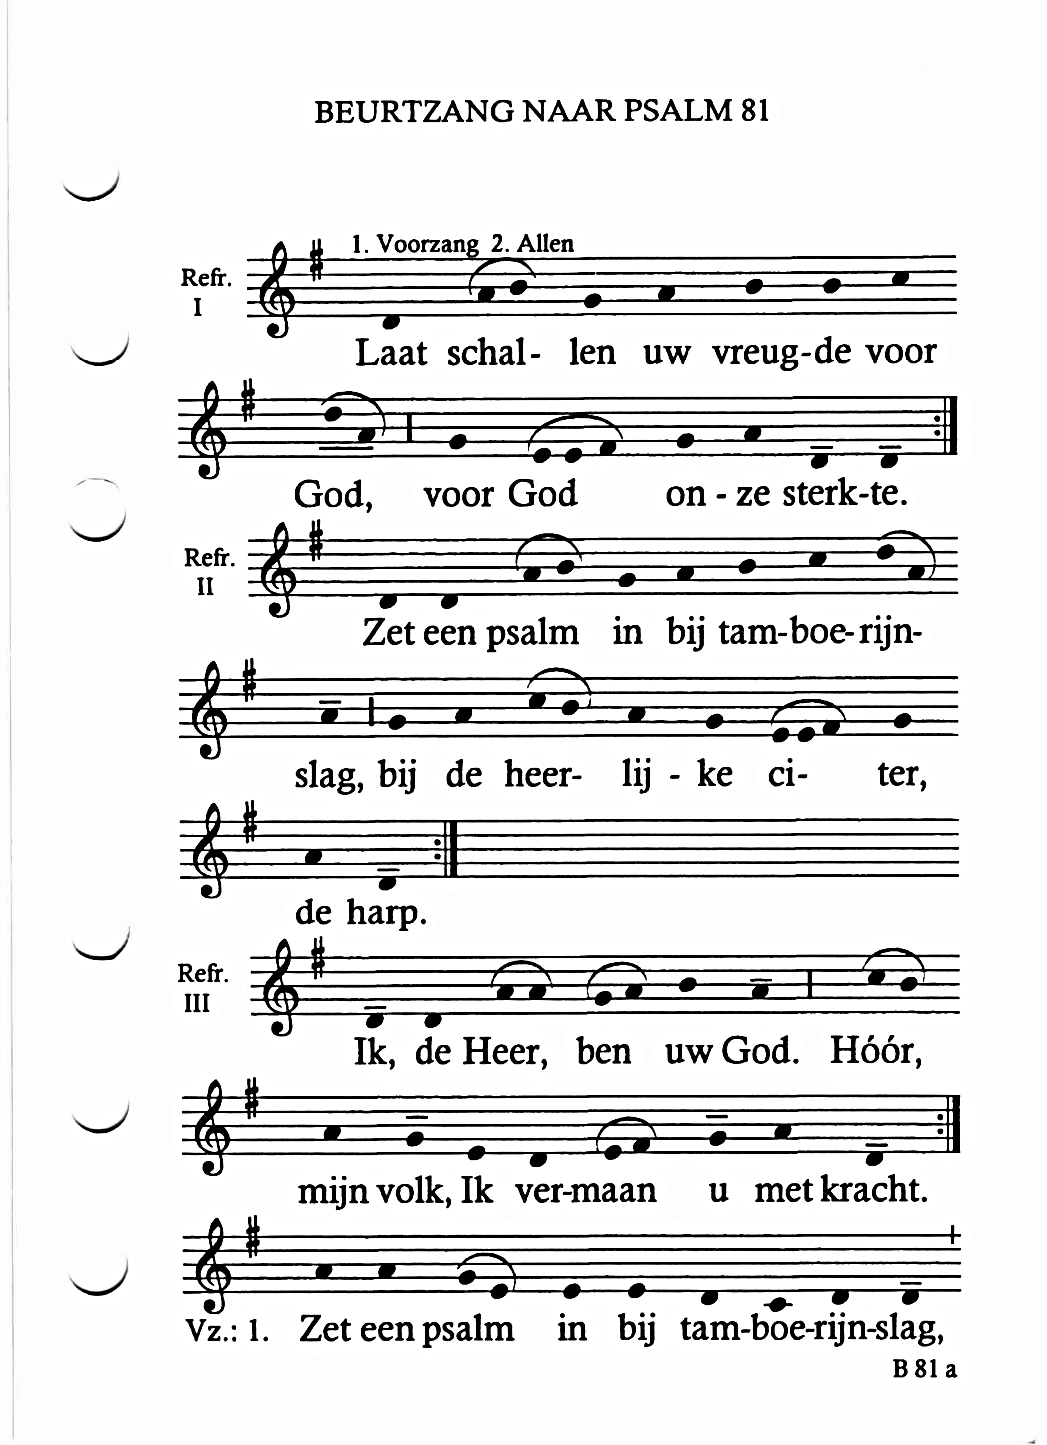 BEURTZANG NAAR PSALM 81
1. Voorzang 2. Allen
Refr.
I
Laat schal- len uw vreug-de voor
God, voor God on - ze sterk-te.
Refr.
II
Zet een psalm in bij tam-boe-rijn-
slag, bij de heer- lij - ke ci- ter,
de harp.
Refr.
III
Ik, de Heer, ben uw God. Hóór,
mijn volk, Ik ver-maan u met kracht.
Vz.: 1. Zet een psalm in bij tam-boe-rijn-slag,
B 81 a